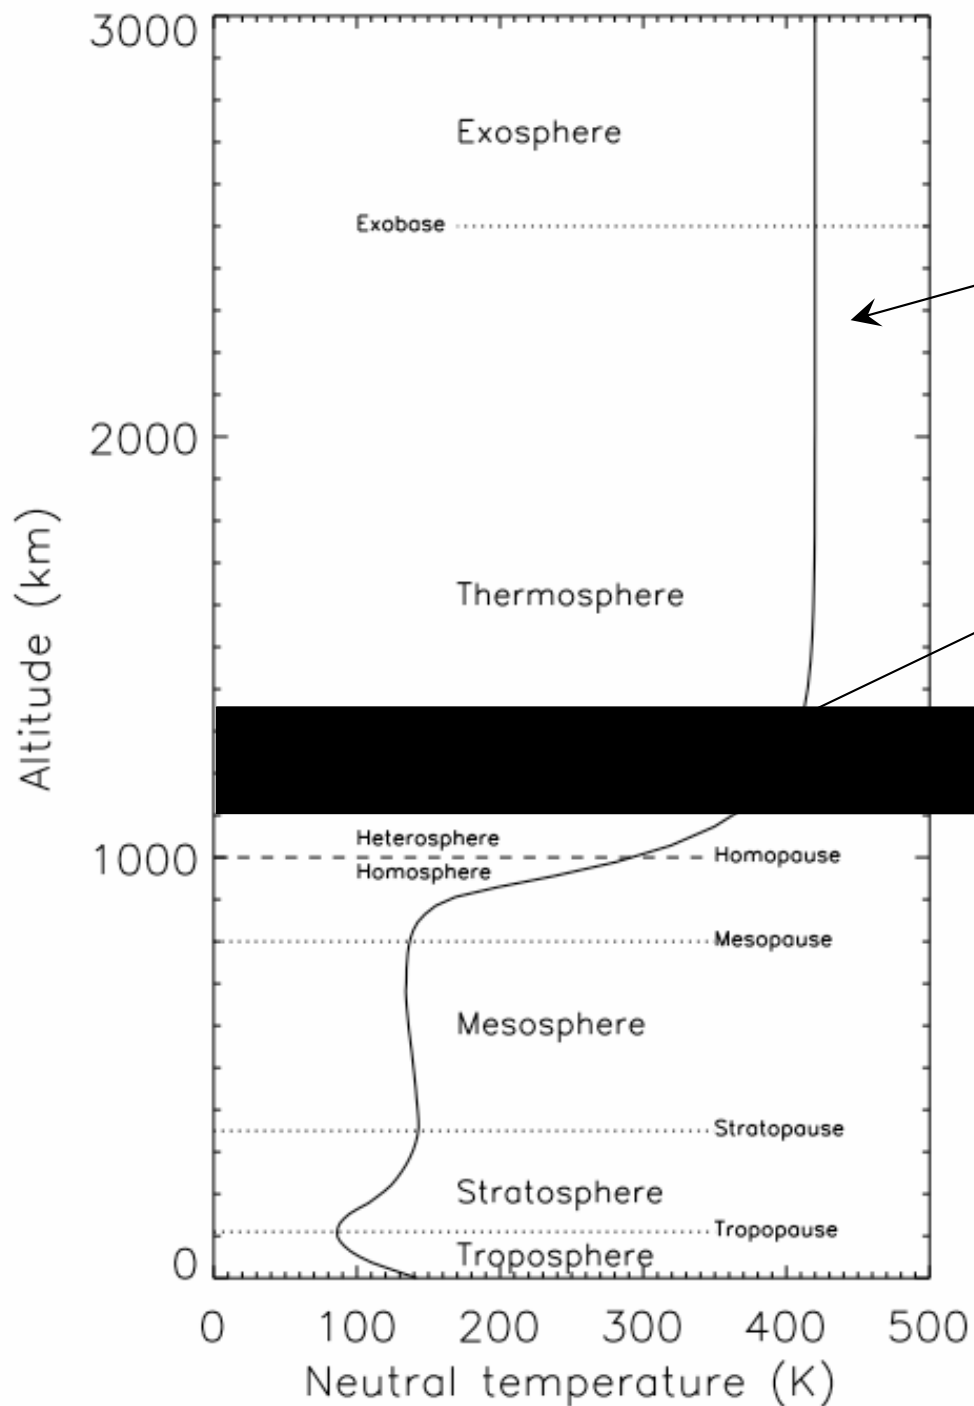 3000
Exosphere
Exobase
2000
Altitude (km)
Thermosphere
Heterosphere
1000
Homopause
Homosphere
Mesopause
Mesosphere
Stratopause
Stratosphere
Tropopause
Troposphere
0
0 100 200 300 400 500
Neutral temperature (K)